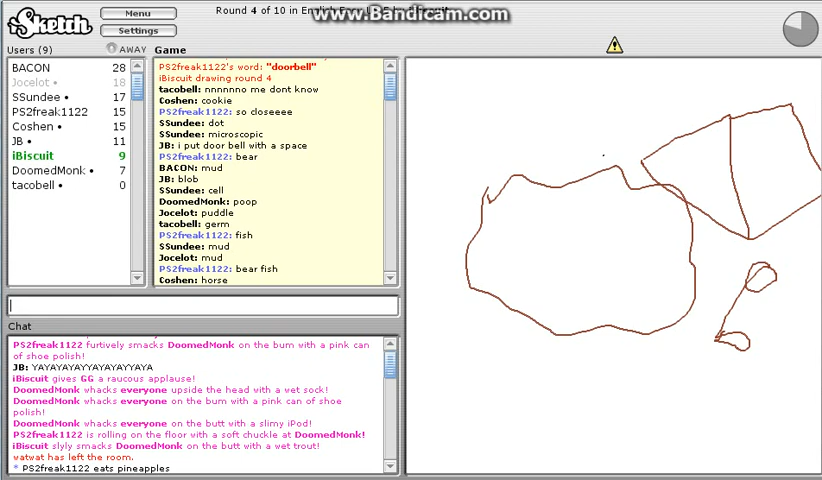 www.Bandicam.com
iSketch
Menu
Settings
Round 4 of 10 in English
Users (9)
AWAY
BACON 28
Jocelot • 18
SSundee • 17
PS2freak1122 15
Coshen • 15
JB • 11
iBiscuit 9
DoomedMonk • 7
tacobell • 0
Game
PS2freak1122's word: "doorbell"
iBiscuit drawing round 4
tacobell: nnnnnno me dont know
Coshen: cookie
PS2freak1122: so closeeee
SSundee: dot
SSundee: microscopic
JB: i put door bell with a space
PS2freak1122: bear
BACON: mud
JB: blob
SSundee: cell
DoomedMonk: poop
Jocelot: puddle
tacobell: germ
PS2freak1122: fish
SSundee: mud
Jocelot: mud
PS2freak1122: bear fish
Coshen: horse
Chat
PS2freak1122 furtively smacks DoomedMonk on the bum with a pink can
of shoe polish!
JB: YAYAYAYAYYAYAYAYYAYA
iBiscuit gives GG a raucous applause!
DoomedMonk whacks everyone upside the head with a wet sock!
DoomedMonk whacks everyone on the bum with a pink can of shoe
polish!
DoomedMonk whacks everyone on the butt with a slimy iPod!
PS2freak1122 is rolling on the floor with a soft chuckle at DoomedMonk!
iBiscuit slyly smacks DoomedMonk on the butt with a wet trout!
vatwat has left the room.
* PS2freak1122 eats pineapples